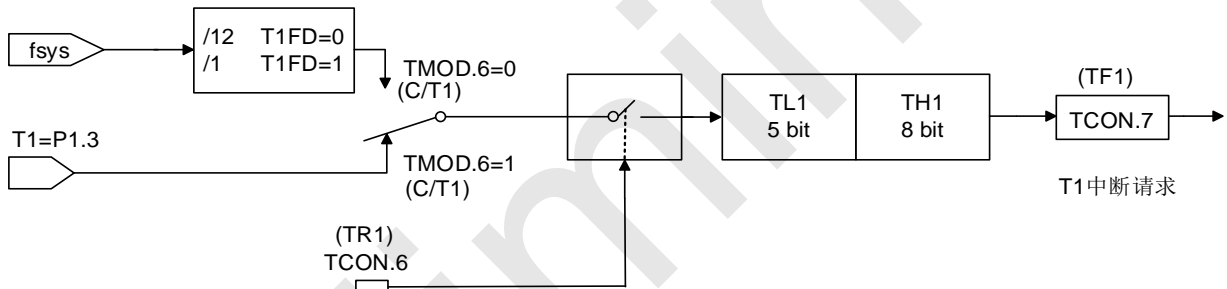 fsys
/12 T1FD=0
/1 T1FD=1
TMOD.6=0
(C/T1)
T1=P1.3
TMOD.6=1
(C/T1)
TL1
5 bit
TH1
8 bit
(TF1)
TCON.7
T1中断请求
(TR1)
TCON.6